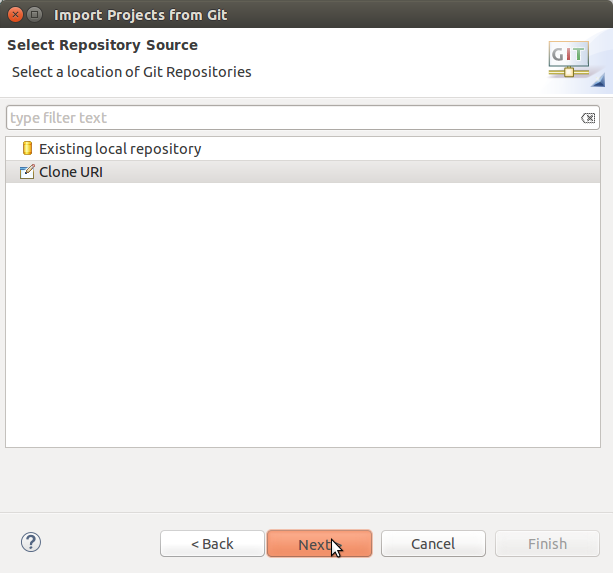 Import Projects from Git
Select Repository Source
Select a location of Git Repositories
GIT
type filter text
Existing local repository
Clone URI
?
< Back
Next
Cancel
Finish